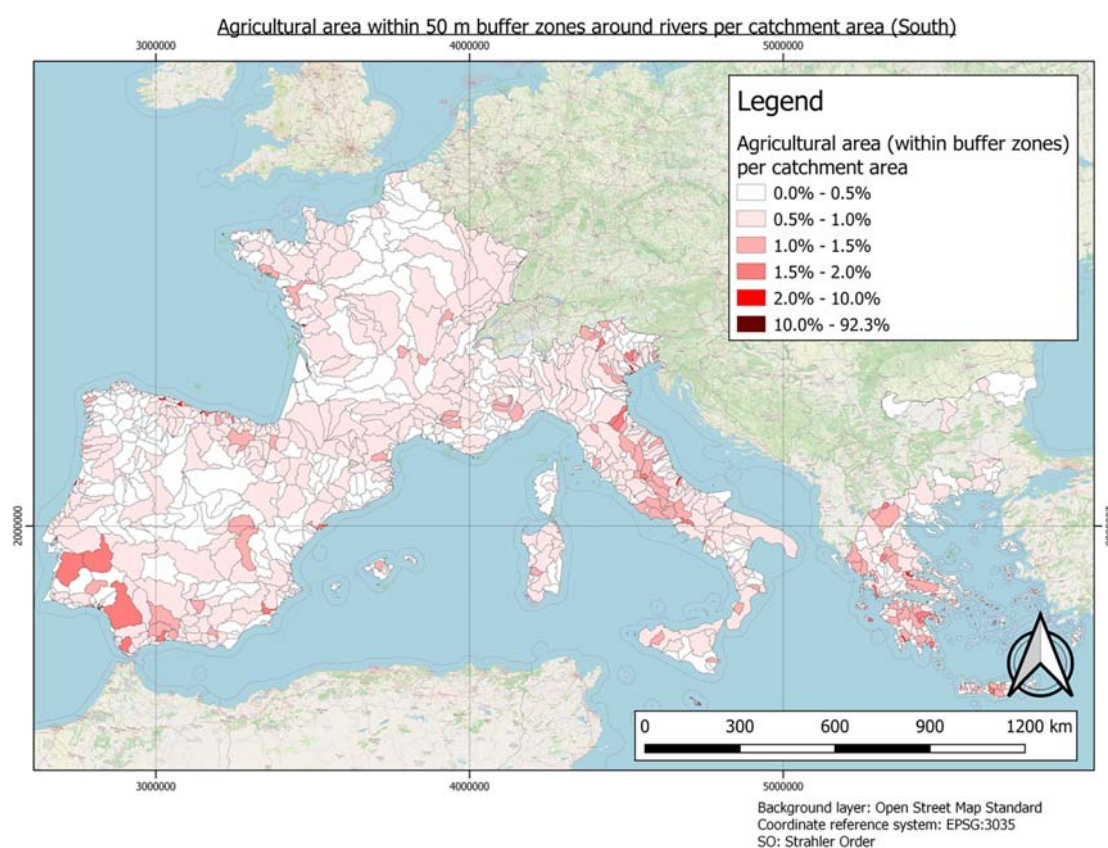 Agricultural area within 50 m buffer zones around rivers per catchment area (South)
3000000 4000000 5000000
Legend
Agricultural area (within buffer zones)
per catchment area
0.0% - 0.5%
0.5% - 1.0%
1.0% - 1.5%
1.5% - 2.0%
2.0% - 10.0%
10.0% - 92.3%
2000000
2000000
0 300 600 900 1200 km
3000000 4000000 5000000
Background layer: Open Street Map Standard
Coordinate reference system: EPSG:3035
SO: Strahler Order